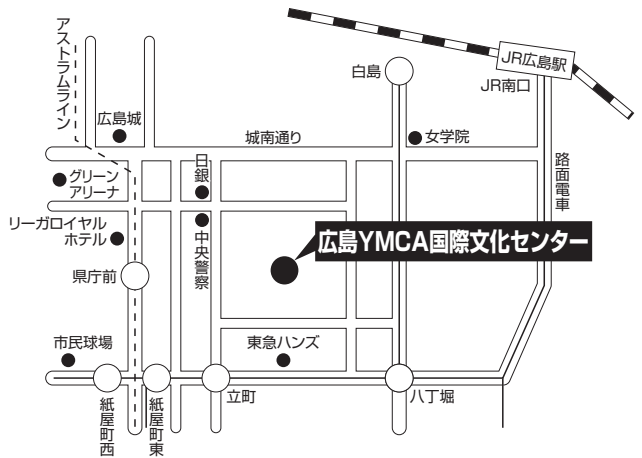 アストラムライン
JR広島駅
JR南口
白島
広島城
城南通り
女学院
日銀
路面電車
グリーン
アリーナ
リーガロイヤル
ホテル
中央警察
広島YMCA国際文化センター
県庁前
市民球場
東急ハンズ
紙屋町西
紙屋町東
立町
八丁堀